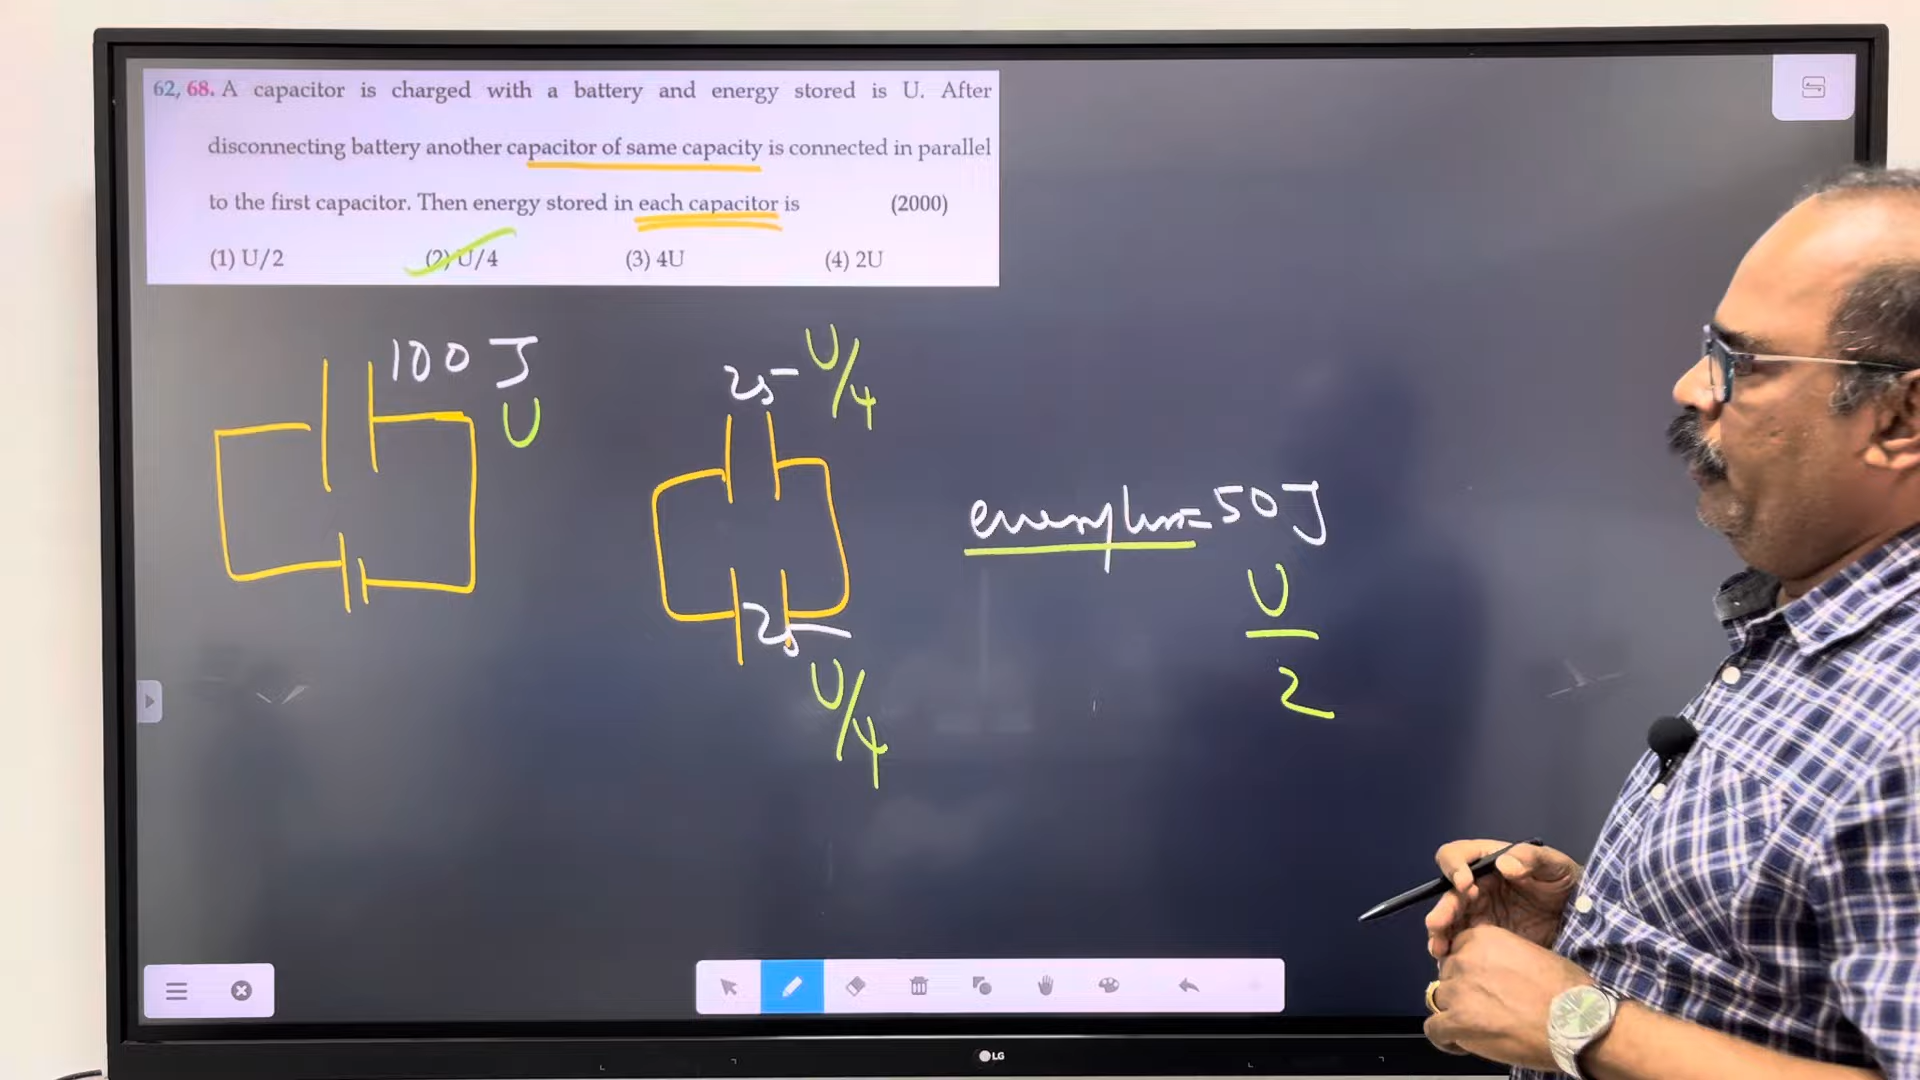 62, 68. A capacitor is charged with a battery and energy stored is U. After
disconnecting battery another capacitor of same capacity is connected in parallel
to the first capacitor. Then energy stored in each capacitor is (2000)
(1) U/2 (2) U/4 (3) 4U (4) 2U
100 J
U
25 U/4
energy = 50 J
U
2
25
U/4
LG